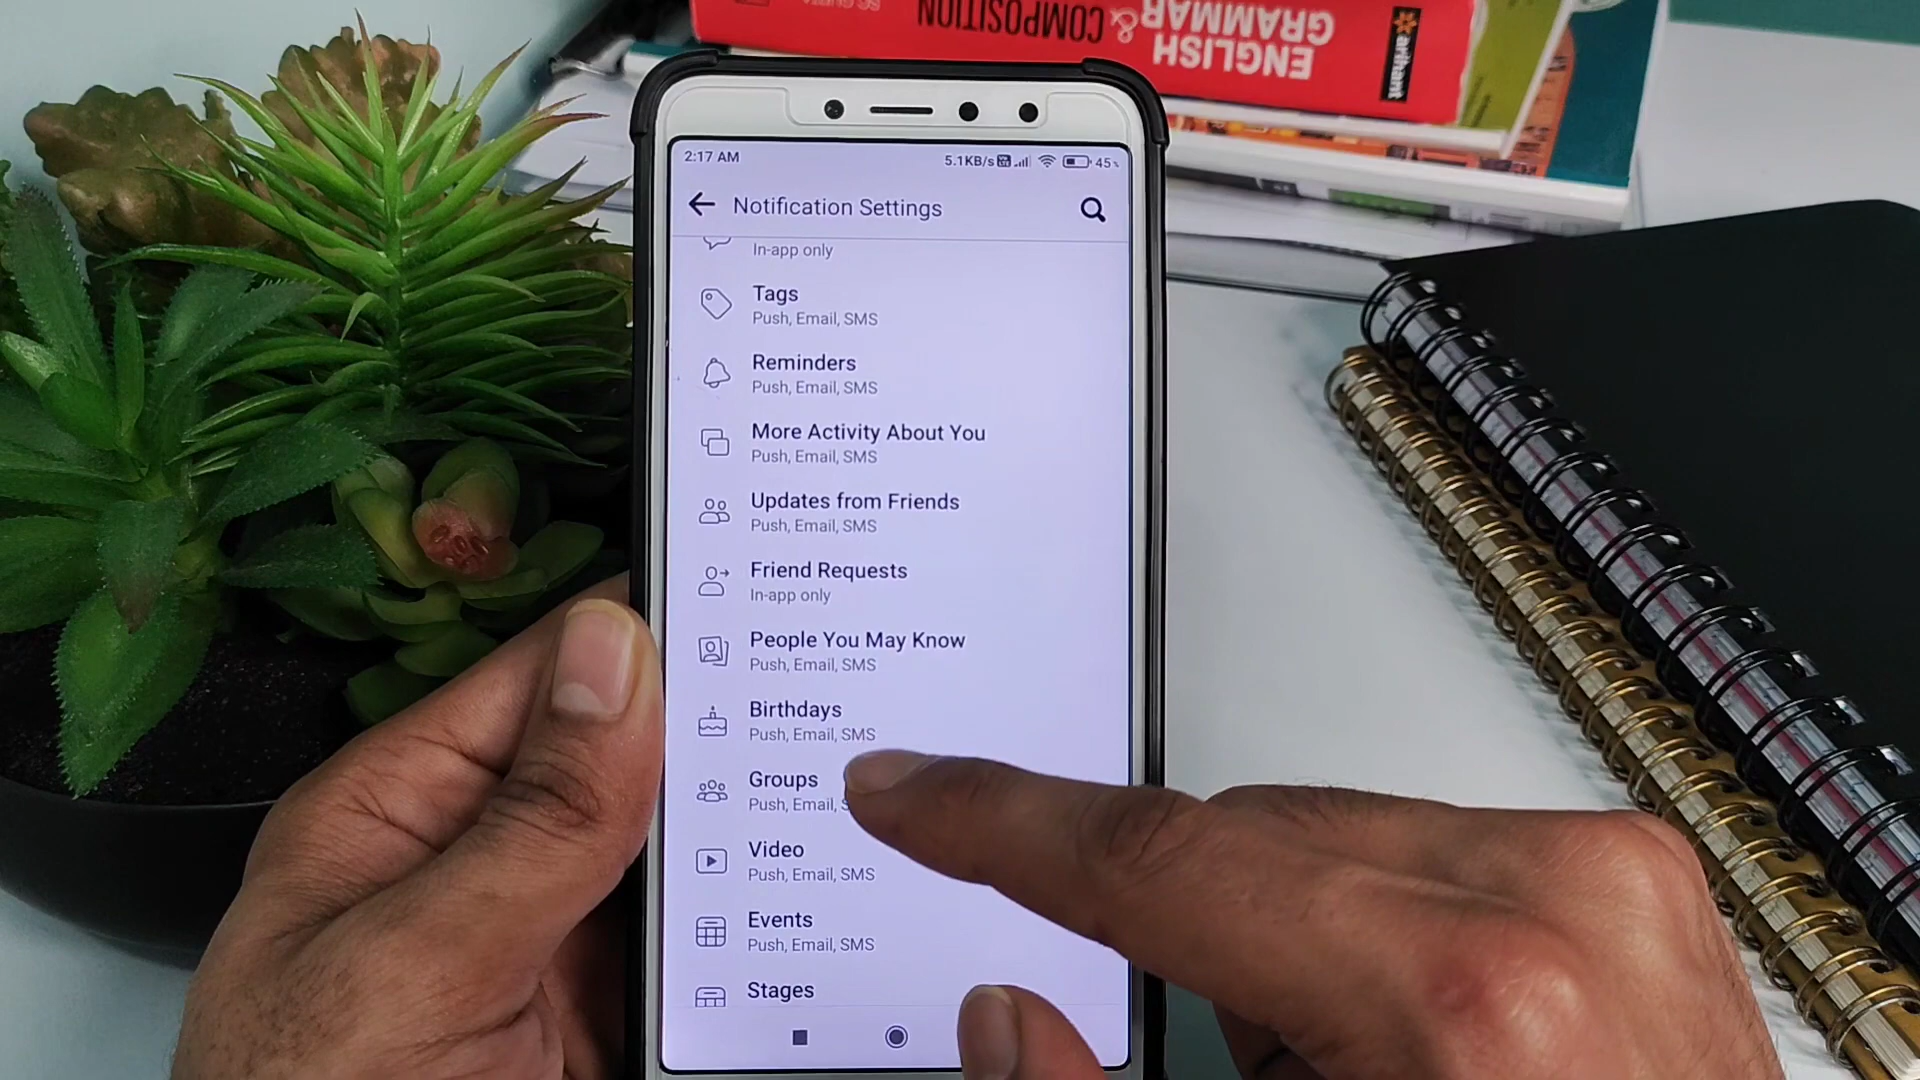 SC GUPTA
COMPOSITION
&
GRAMMAR
ENGLISH
arihant
2:17 AM
5.1KB/s
45%
Notification Settings
In-app only
Tags
Push, Email, SMS
Reminders
Push, Email, SMS
More Activity About You
Push, Email, SMS
Updates from Friends
Push, Email, SMS
Friend Requests
In-app only
People You May Know
Push, Email, SMS
Birthdays
Push, Email, SMS
Groups
Push, Email, S
Video
Push, Email, SMS
Events
Push, Email, SMS
Stages